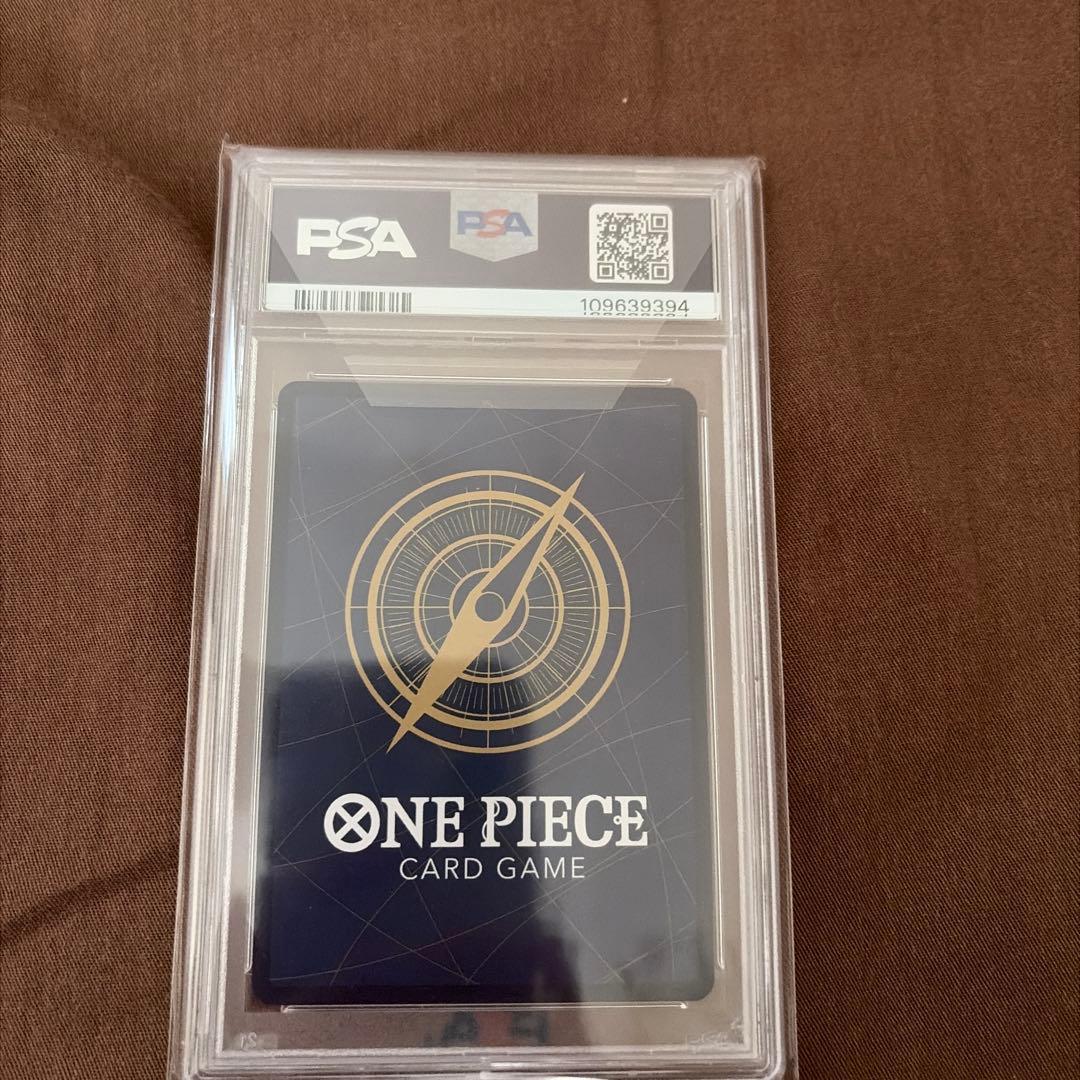 PSA
PSA
109639394
ONE PIECE
CARD GAME